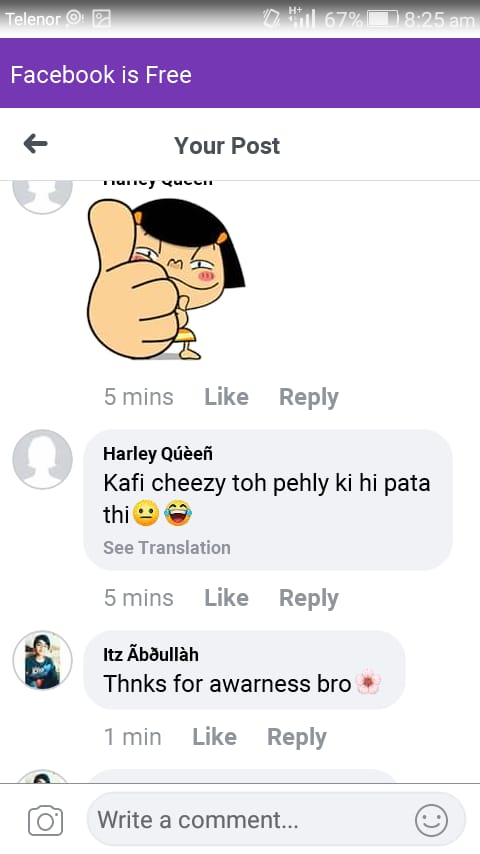 Telenor H+ 67% 8:25 am
Facebook is Free
Your Post
Harley Qúèeñ
5 mins Like Reply
Harley Qúèeñ
Kafi cheezy toh pehly ki hi pata
thi😐😂
See Translation
5 mins Like Reply
Itz Ãbðullàh
Thnks for awarness bro🌸
1 min Like Reply
Write a comment...